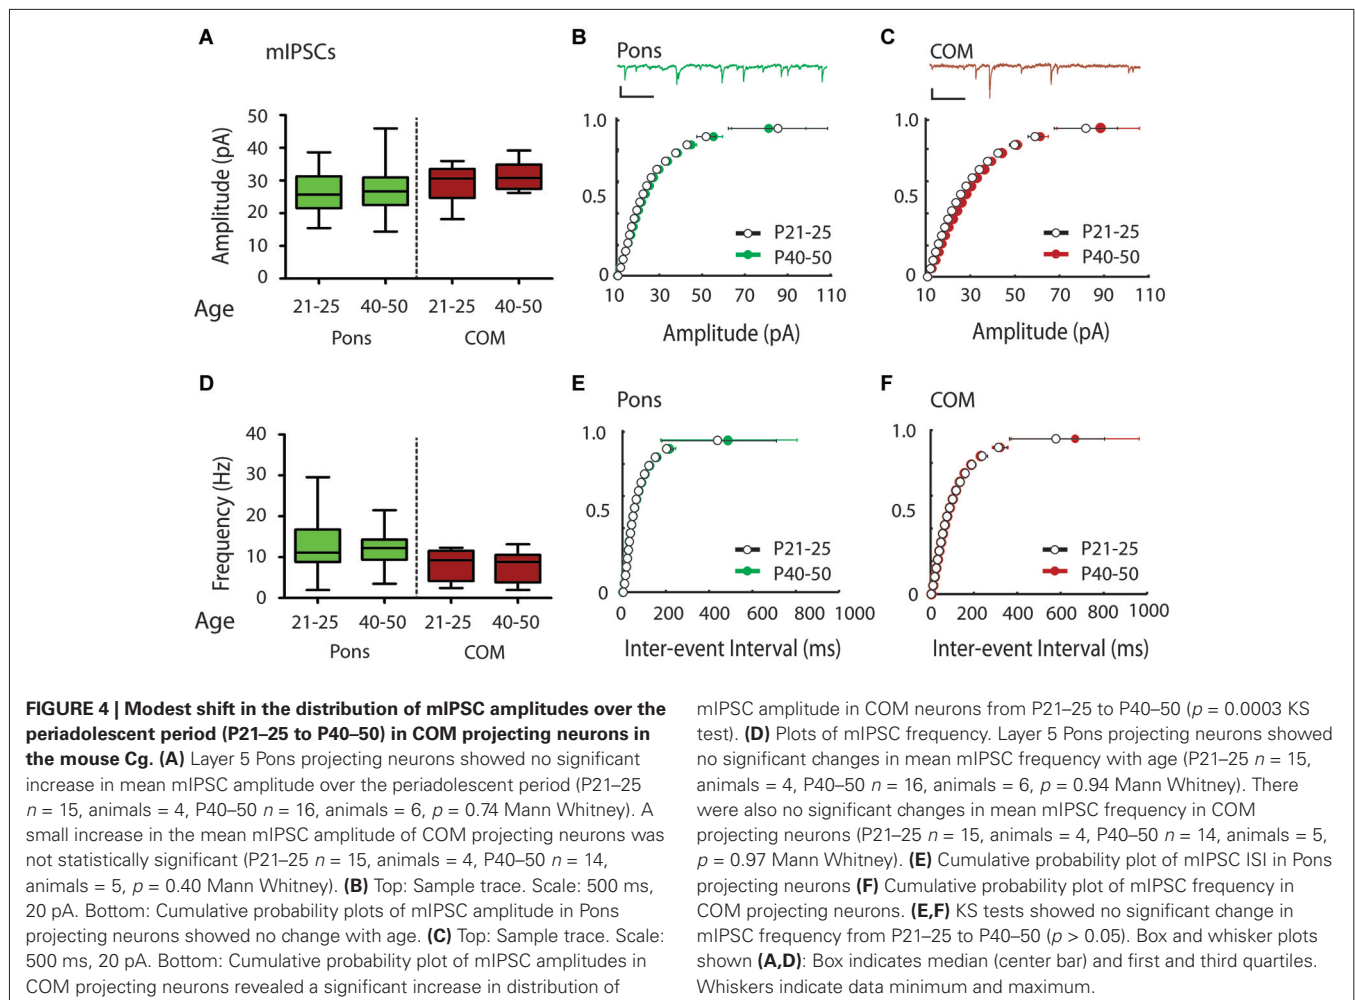 A
mIPSCs
Amplitude (pA)
50
40
30
20
10
0
Age
21-25 40-50 21-25 40-50
Pons COM
B
Pons
1.0
0.5
0
P21-25
P40-50
10 30 50 70 90 110
Amplitude (pA)
C
COM
1.0
0.5
0
P21-25
P40-50
10 30 50 70 90 110
Amplitude (pA)
D
Frequency (Hz)
40
30
20
10
0
Age
21-25 40-50 21-25 40-50
Pons COM
E
Pons
1.0
0.5
0
P21-25
P40-50
0 200 400 600 800 1000
Inter-event Interval (ms)
F
COM
1.0
0.5
0
P21-25
P40-50
0 200 400 600 800 1000
Inter-event Interval (ms)
FIGURE 4 | Modest shift in the distribution of mIPSC amplitudes over the
periadolescent period (P21–25 to P40–50) in COM projecting neurons in
the mouse Cg. (A) Layer 5 Pons projecting neurons showed no significant
increase in mean mIPSC amplitude over the periadolescent period (P21–25
n = 15, animals = 4, P40–50 n = 16, animals = 6, p = 0.74 Mann Whitney). A
small increase in the mean mIPSC amplitude of COM projecting neurons was
not statistically significant (P21–25 n = 15, animals = 4, P40–50 n = 14,
animals = 5, p = 0.40 Mann Whitney). (B) Top: Sample trace. Scale: 500 ms,
20 pA. Bottom: Cumulative probability plots of mIPSC amplitude in Pons
projecting neurons showed no change with age. (C) Top: Sample trace. Scale:
500 ms, 20 pA. Bottom: Cumulative probability plot of mIPSC amplitudes in
COM projecting neurons revealed a significant increase in distribution of
mIPSC amplitude in COM neurons from P21–25 to P40–50 (p = 0.0003 KS
test). (D) Plots of mIPSC frequency. Layer 5 Pons projecting neurons showed
no significant changes in mean mIPSC frequency with age (P21–25 n = 15,
animals = 4, P40–50 n = 16, animals = 6, p = 0.94 Mann Whitney). There
were also no significant changes in mean mIPSC frequency in COM
projecting neurons (P21–25 n = 15, animals = 4, P40–50 n = 14, animals = 5,
p = 0.97 Mann Whitney). (E) Cumulative probability plot of mIPSC ISI in Pons
projecting neurons (F) Cumulative probability plot of mIPSC frequency in
COM projecting neurons. (E,F) KS tests showed no significant change in
mIPSC frequency from P21–25 to P40–50 (p > 0.05). Box and whisker plots
shown (A,D): Box indicates median (center bar) and first and third quartiles.
Whiskers indicate data minimum and maximum.